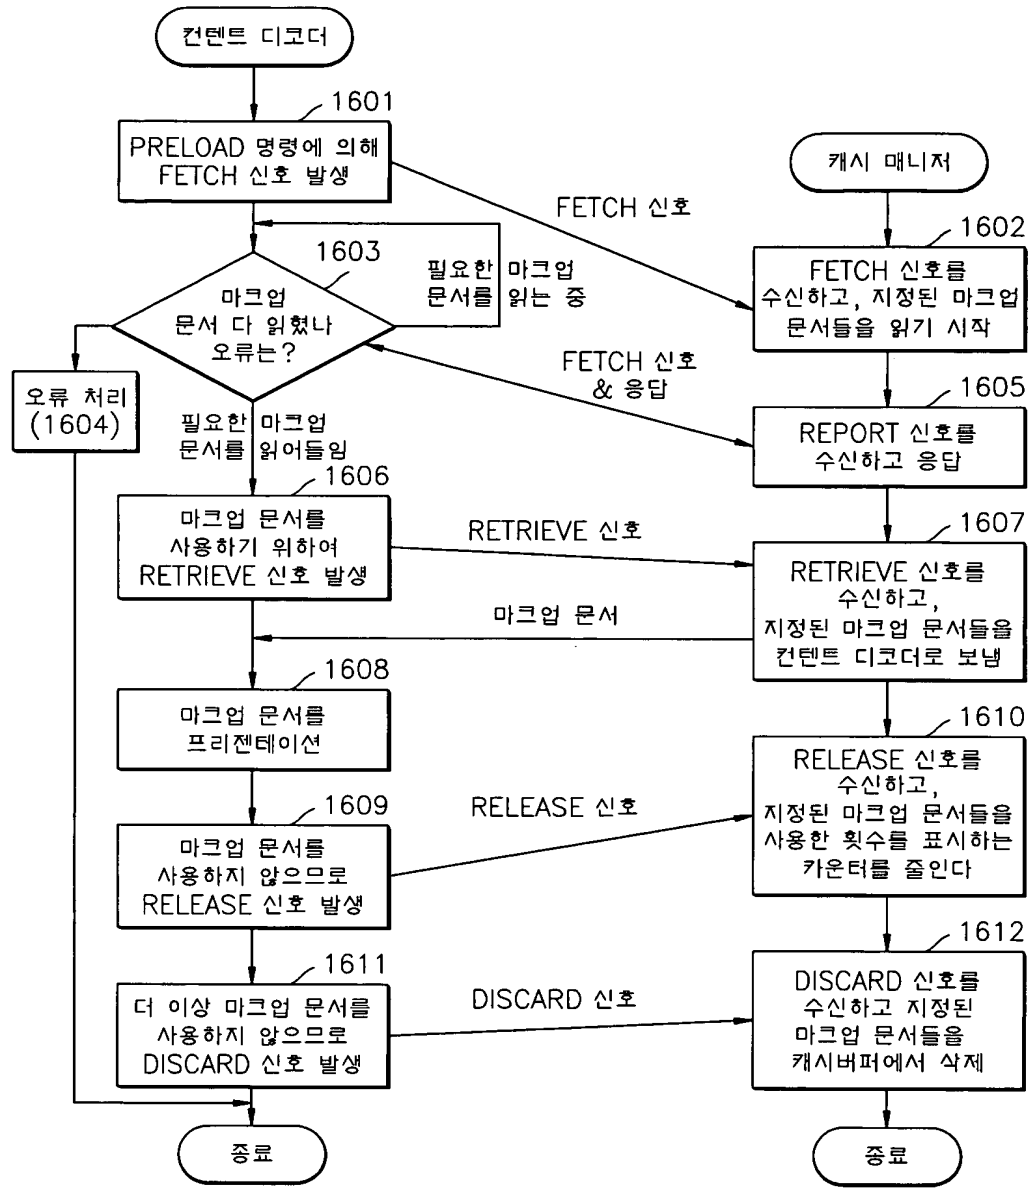 컨텐트 디코더
1601
PRELOAD 명령에 의해
FETCH 신호 발생
캐시 매니저
FETCH 신호
1602
FETCH 신호를
수신하고, 지정된 마크업
문서들을 읽기 시작
1603
필요한 마크업
문서를 읽는 중
마크업
문서 다 읽혔나
오류는?
오류 처리
(1604)
FETCH 신호
& 응답
1605
REPORT 신호를
수신하고 응답
필요한 마크업
문서를 읽어들임
1606
마크업 문서를
사용하기 위하여
RETRIEVE 신호 발생
RETRIEVE 신호
1607
RETRIEVE 신호를
수신하고,
지정된 마크업 문서들을
컨텐트 디코더로 보냄
마크업 문서
1608
마크업 문서를
프리젠테이션
1609
마크업 문서를
사용하지 않으므로
RELEASE 신호 발생
RELEASE 신호
1610
RELEASE 신호를
수신하고,
지정된 마크업 문서들을
사용한 횟수를 표시하는
카운터를 줄인다
1611
더 이상 마크업 문서를
사용하지 않으므로
DISCARD 신호 발생
DISCARD 신호
1612
DISCARD 신호를
수신하고 지정된
마크업 문서들을
캐시버퍼에서 삭제
종료
종료